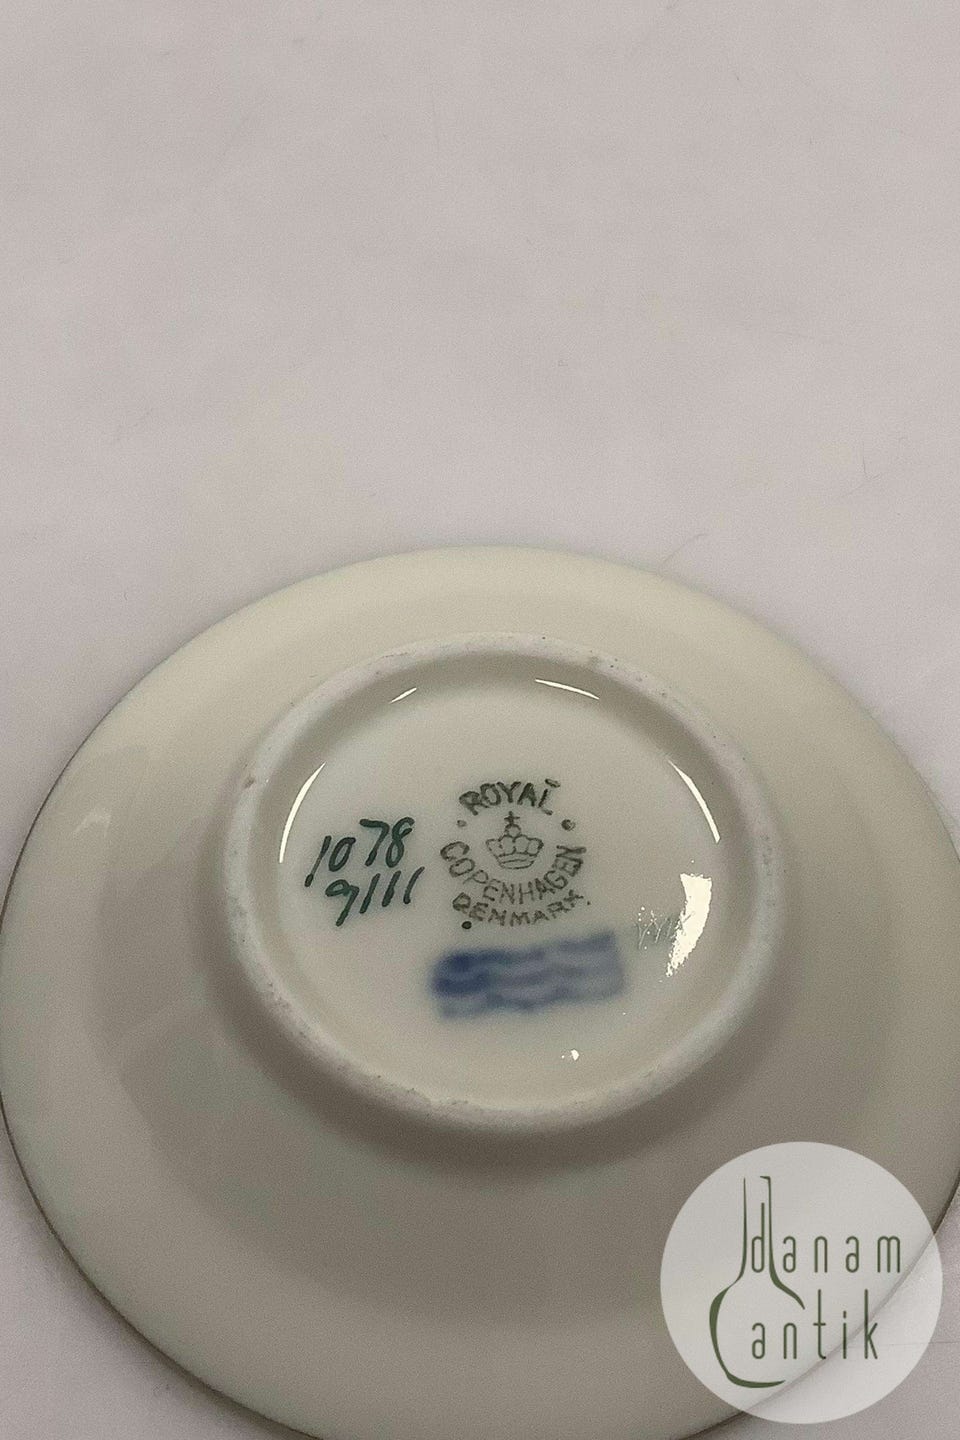 1078
9111
ROYAL
COPENHAGEN
DENMARK.
danam
antik